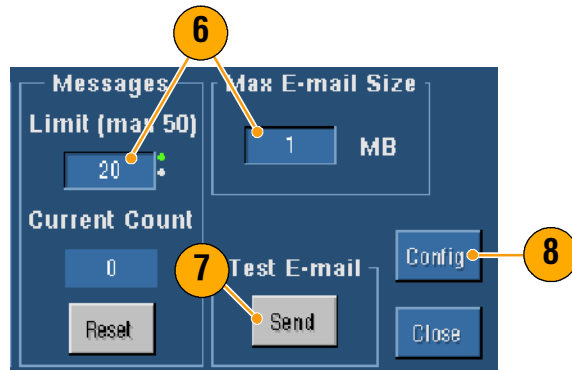 6
Messages
Max E-mail Size
Limit (max 50)
1 MB
20
Current Count
0
7
Test E-mail
Config
8
Reset
Send
Close